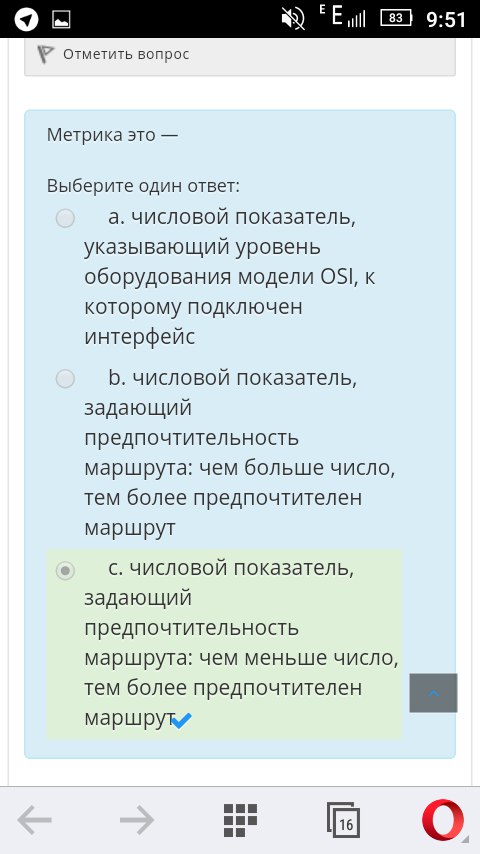 E E 83 9:51
Отметить вопрос
Метрика это —
Выберите один ответ:
a. числовой показатель,
указывающий уровень
оборудования модели OSI, к
которому подключен
интерфейс
b. числовой показатель,
задающий
предпочтительность
маршрута: чем больше число,
тем более предпочтителен
маршрут
c. числовой показатель,
задающий
предпочтительность
маршрута: чем меньше число,
тем более предпочтителен
маршрут
16